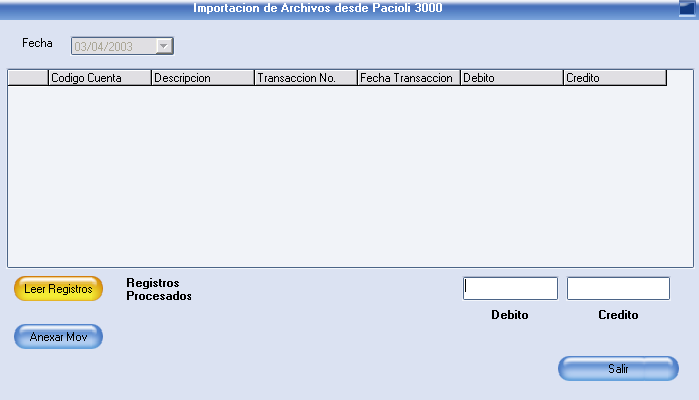 Importacion de Archivos desde Pacioli 3000
Fecha 03/04/2003
Codigo Cuenta Descripcion Transaccion No. Fecha Transaccion Debito Credito
Leer Registros
Registros
Procesados
Debito Credito
Anexar Mov
Salir